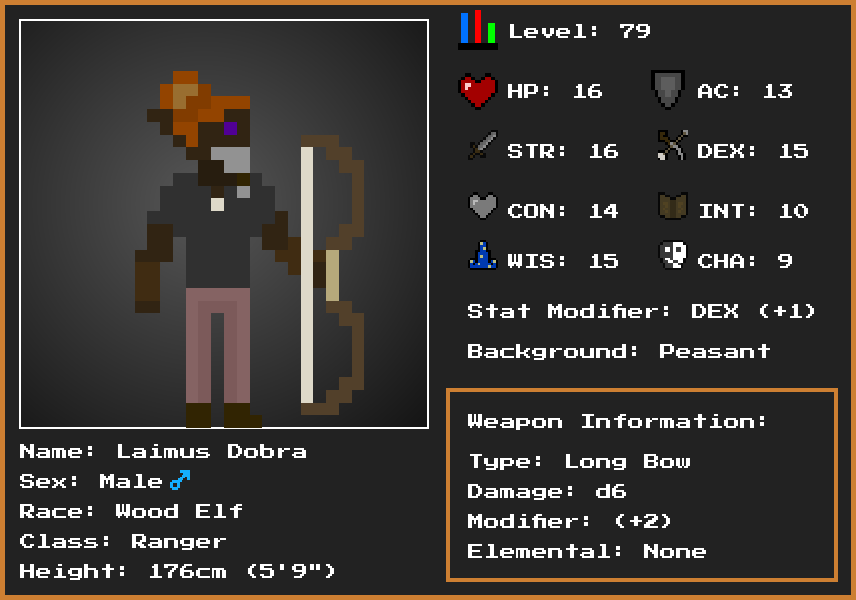 Level: 79
HP: 16 AC: 13
STR: 16 DEX: 15
CON: 14 INT: 10
WIS: 15 CHA: 9
Stat Modifier: DEX (+1)
Background: Peasant
Weapon Information:
Type: Long Bow
Damage: d6
Modifier: (+2)
Elemental: None
Name: Laimus Dobra
Sex: Male ♂
Race: Wood Elf
Class: Ranger
Height: 176cm (5'9")